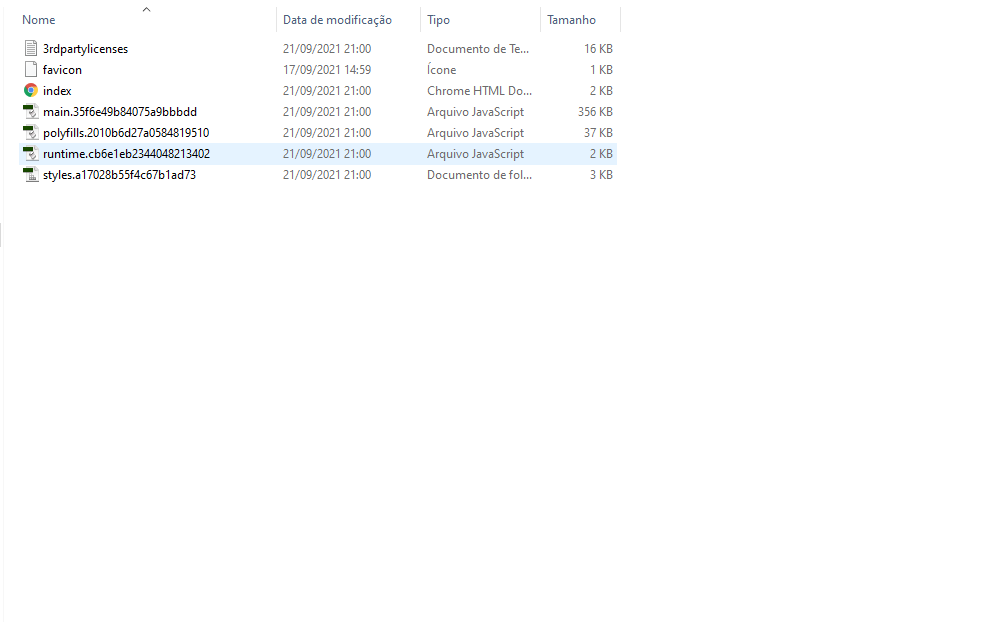 Nome Data de modificação Tipo Tamanho
3rdpartylicenses 21/09/2021 21:00 Documento de Te... 16 KB
favicon 17/09/2021 14:59 Ícone 1 KB
index 21/09/2021 21:00 Chrome HTML Do... 2 KB
main.35f6e49b84075a9bbbdd 21/09/2021 21:00 Arquivo JavaScript 356 KB
polyfills.2010b6d27a0584819510 21/09/2021 21:00 Arquivo JavaScript 37 KB
runtime.cb6e1eb2344048213402 21/09/2021 21:00 Arquivo JavaScript 2 KB
styles.a17028b55f4c67b1ad73 21/09/2021 21:00 Documento de fol... 3 KB